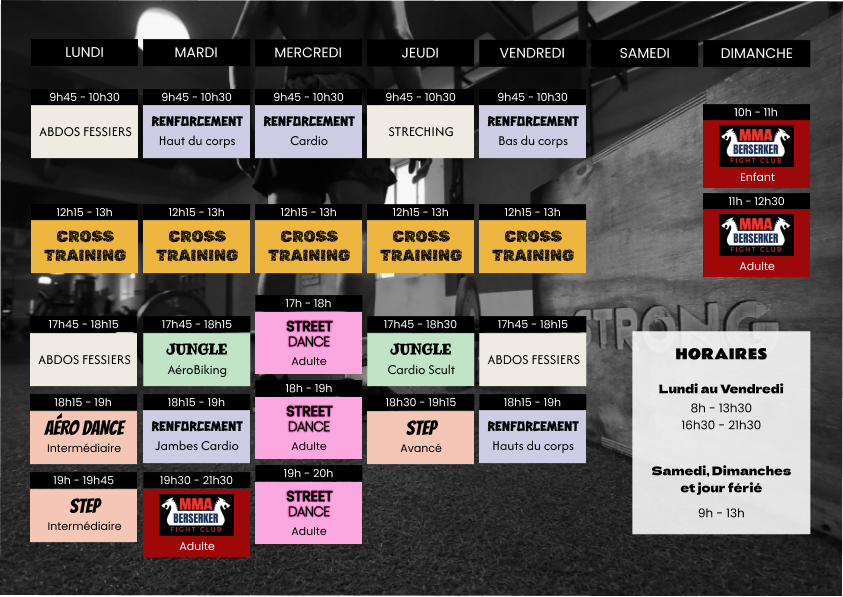 LUNDI
MARDI
MERCREDI
JEUDI
VENDREDI
SAMEDI
DIMANCHE
9h45 - 10h30
ABDOS FESSIERS
9h45 - 10h30
RENFORCEMENT
Haut du corps
9h45 - 10h30
RENFORCEMENT
Cardio
9h45 - 10h30
STRECHING
9h45 - 10h30
RENFORCEMENT
Bas du corps
10h - 11h
MMA
BERSERKER
FIGHT CLUB
Enfant
11h - 12h30
MMA
BERSERKER
FIGHT CLUB
Adulte
12h15 - 13h
CROSS
TRAINING
12h15 - 13h
CROSS
TRAINING
12h15 - 13h
CROSS
TRAINING
12h15 - 13h
CROSS
TRAINING
12h15 - 13h
CROSS
TRAINING
17h45 - 18h15
ABDOS FESSIERS
17h45 - 18h15
JUNGLE
AéroBiking
17h - 18h
STREET
DANCE
Adulte
17h45 - 18h30
JUNGLE
Cardio Scult
17h45 - 18h15
ABDOS FESSIERS
18h15 - 19h
AÉRO DANCE
Intermédiaire
18h15 - 19h
RENFORCEMENT
Jambes Cardio
18h - 19h
STREET
DANCE
Adulte
18h30 - 19h15
STEP
Avancé
18h15 - 19h
RENFORCEMENT
Hauts du corps
19h - 19h45
STEP
Intermédiaire
19h30 - 21h30
MMA
BERSERKER
FIGHT CLUB
Adulte
19h - 20h
STREET
DANCE
Adulte
STRONG
HORAIRES
Lundi au Vendredi
8h - 13h30
16h30 - 21h30
Samedi, Dimanches
et jour férié
9h - 13h